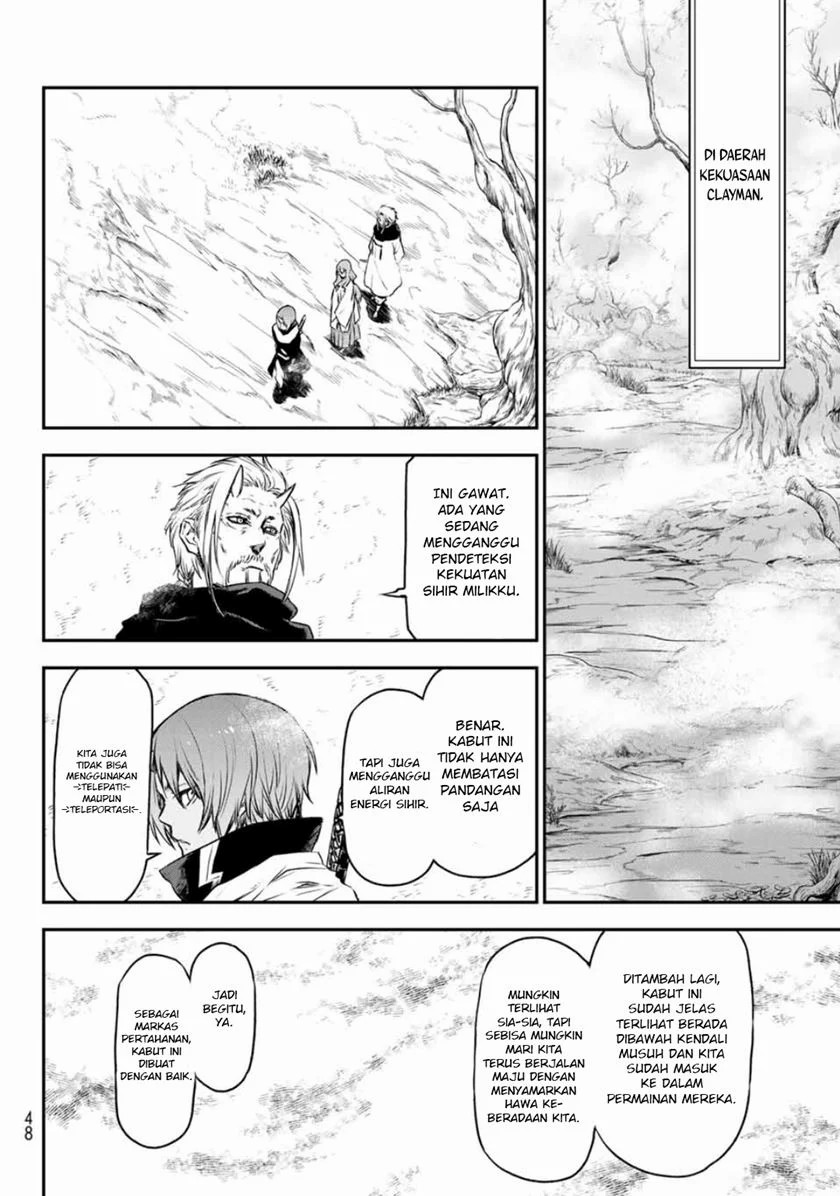 DI DAERAH
KEKUASAAN
CLAYMAN.
INI GAWAT.
ADA YANG
SEDANG
MENGGANGGU
PENDETEKSI
KEKUATAN
SIHIR MILIKKU.
BENAR.
KABUT INI
TIDAK HANYA
MEMBATASI
PANDANGAN
SAJA
TAPI JUGA
MENGGANGGU
ALIRAN
ENERGI SIHIR.
KITA JUGA
TIDAK BISA
MENGGUNAKAN
->TELEPATI<-
MAUPUN
->TELEPORTASI<-.
DITAMBAH LAGI,
KABUT INI
SUDAH JELAS
TERLIHAT BERADA
DIBAWAH KENDALI
MUSUH DAN KITA
SUDAH MASUK
KE DALAM
PERMAINAN MEREKA.
MUNGKIN
TERLIHAT
SIA-SIA, TAPI
SEBISA MUNGKIN
MARI KITA
TERUS BERJALAN
MAJU DENGAN
MENYAMARKAN
HAWA KE-
BERADAAN KITA.
JADI
BEGITU,
YA.
SEBAGAI
MARKAS
PERTAHANAN,
KABUT INI
DIBUAT
DENGAN BAIK.
48